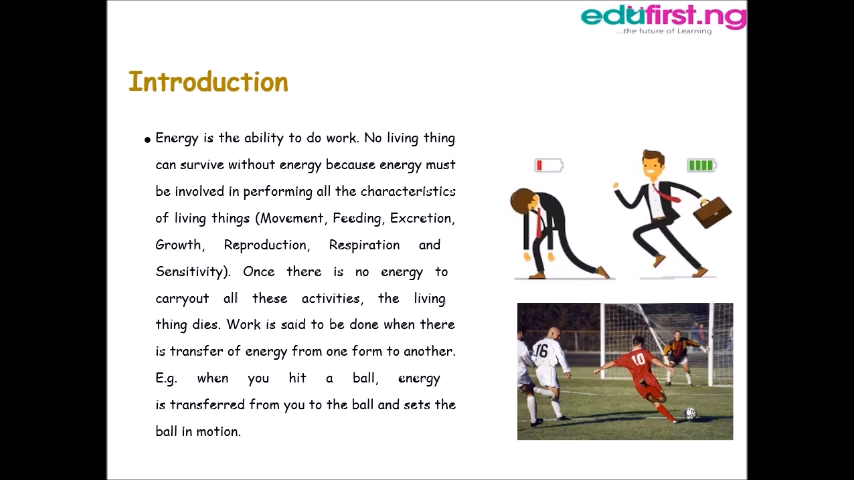 edufirst.ng
...the future of Learning
Introduction
• Energy is the ability to do work. No living thing
can survive without energy because energy must
be involved in performing all the characteristics
of living things (Movement, Feeding, Excretion,
Growth, Reproduction, Respiration and
Sensitivity). Once there is no energy to
carryout all these activities, the living
thing dies. Work is said to be done when there
is transfer of energy from one form to another.
E.g. when you hit a ball, energy
is transferred from you to the ball and sets the
ball in motion.
16
10